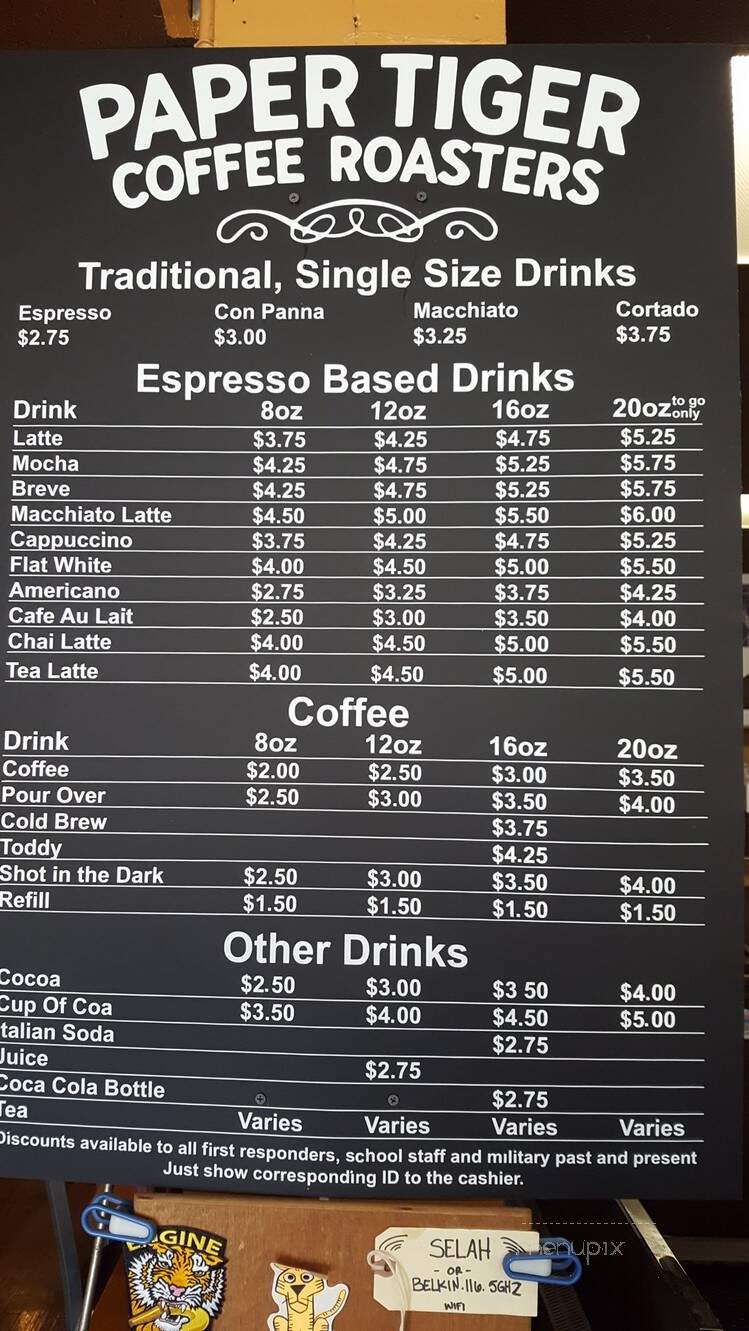 PAPER TIGER
COFFEE ROASTERS
Traditional, Single Size Drinks
Espresso Con Panna Macchiato Cortado
$2.75 $3.00 $3.25 $3.75
Espresso Based Drinks
Drink 8oz 12oz 16oz 20oz to go only
Latte $3.75 $4.25 $4.75 $5.25
Mocha $4.25 $4.75 $5.25 $5.75
Breve $4.25 $4.75 $5.25 $5.75
Macchiato Latte $4.50 $5.00 $5.50 $6.00
Cappuccino $3.75 $4.25 $4.75 $5.25
Flat White $4.00 $4.50 $5.00 $5.50
Americano $2.75 $3.25 $3.75 $4.25
Cafe Au Lait $2.50 $3.00 $3.50 $4.00
Chai Latte $4.00 $4.50 $5.00 $5.50
Tea Latte $4.00 $4.50 $5.00 $5.50
Coffee
Drink 8oz 12oz 16oz 20oz
Coffee $2.00 $2.50 $3.00 $3.50
Pour Over $2.50 $3.00 $3.50 $4.00
Cold Brew $3.75
Toddy $4.25
Shot in the Dark $2.50 $3.00 $3.50 $4.00
Refill $1.50 $1.50 $1.50 $1.50
Other Drinks
Cocoa $2.50 $3.00 $3 50 $4.00
Cup Of Coa $3.50 $4.00 $4.50 $5.00
talian Soda $2.75
Juice $2.75
Coca Cola Bottle $2.75
Tea Varies Varies Varies Varies
Discounts available to all first responders, school staff and military past and present
Just show corresponding ID to the cashier.
ENGINE
SELAH
- OR -
BELKIN.116.5GHZ
WIFI
menupix